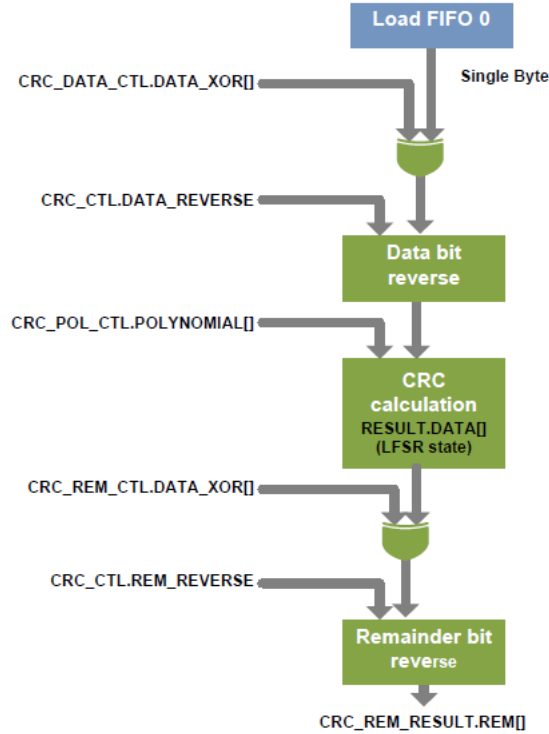 Load FIFO 0
CRC_DATA_CTL.DATA_XOR[]
Single Byte
CRC_CTL.DATA_REVERSE
Data bit
reverse
CRC_POL_CTL.POLYNOMIAL[]
CRC
calculation
RESULT.DATA[]
(LFSR state)
CRC_REM_CTL.DATA_XOR[]
CRC_CTL.REM_REVERSE
Remainder bit
reverse
CRC_REM_RESULT.REM[]